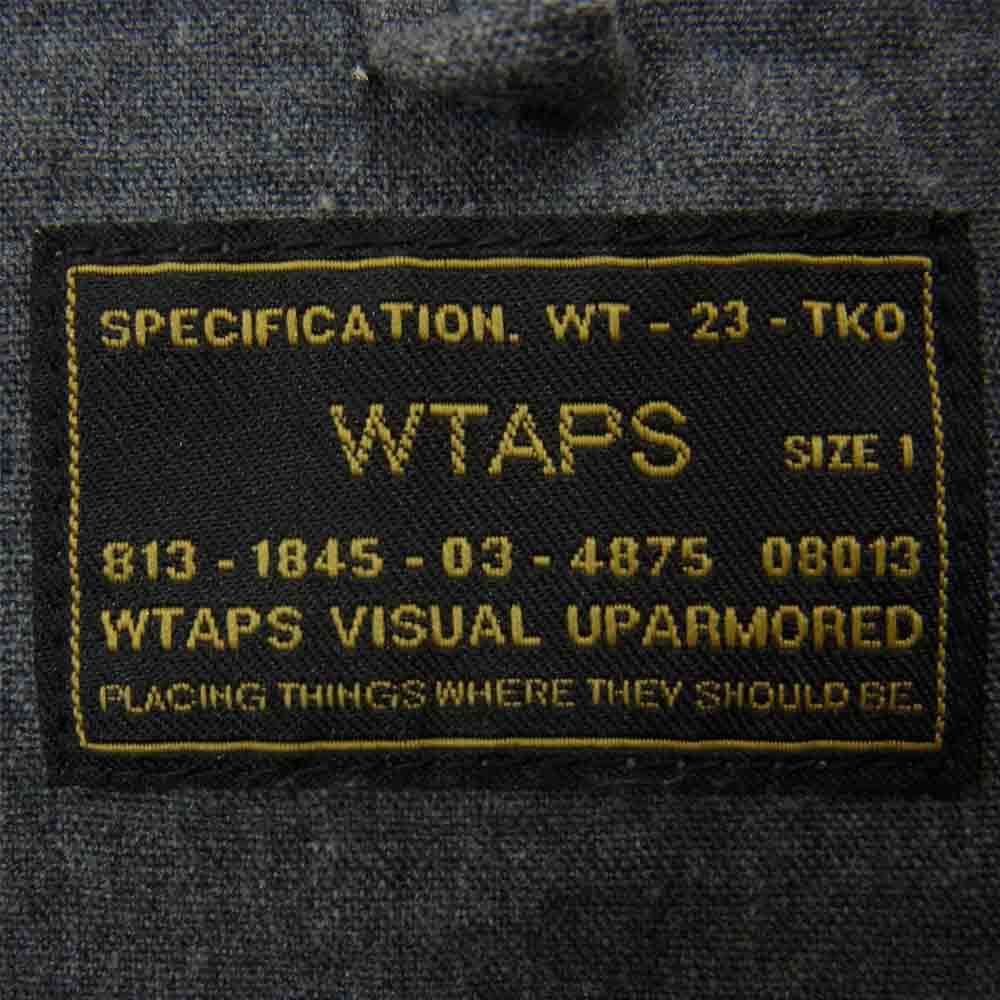 SPECIFICATION. WT - 23 - TKO
WTAPS SIZE 1
813 - 1845 - 03 - 4875 08013
WTAPS VISUAL UPARMORED
PLACING THINGS WHERE THEY SHOULD BE.